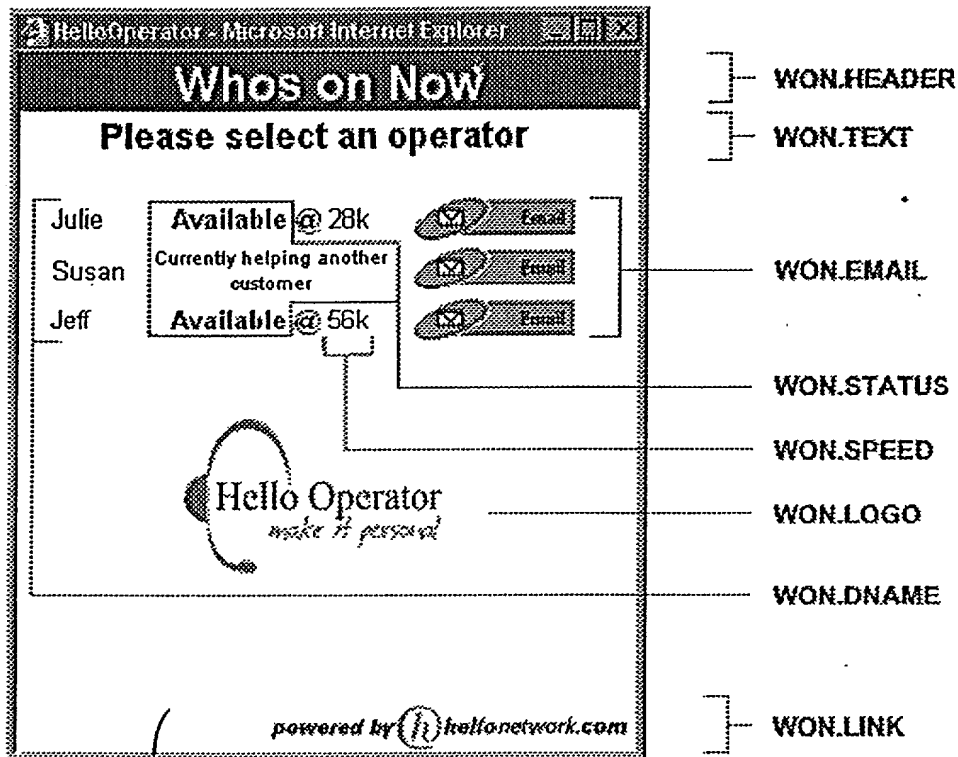 HelloOperator - Microsoft Internet Explorer
Whos on Now
WON.HEADER
Please select an operator
WON.TEXT
Julie Available @ 28k Email
Susan Currently helping another customer Email
WON.EMAIL
Jeff Available @ 56k Email
WON.STATUS
WON.SPEED
Hello Operator
make it personal
WON.LOGO
WON.DNAME
powered by h hellonetwork.com
WON.LINK